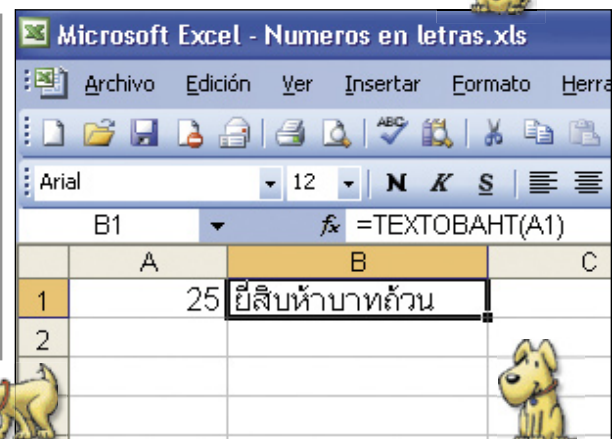 Microsoft Excel - Numeros en letras.xls
Archivo Edición Ver Insertar Formato Herra
ABC
Arial 12 N K S
B1 fx =TEXTOBAHT(A1)
A B C
1 25 ยี่สิบห้าบาทถ้วน
2